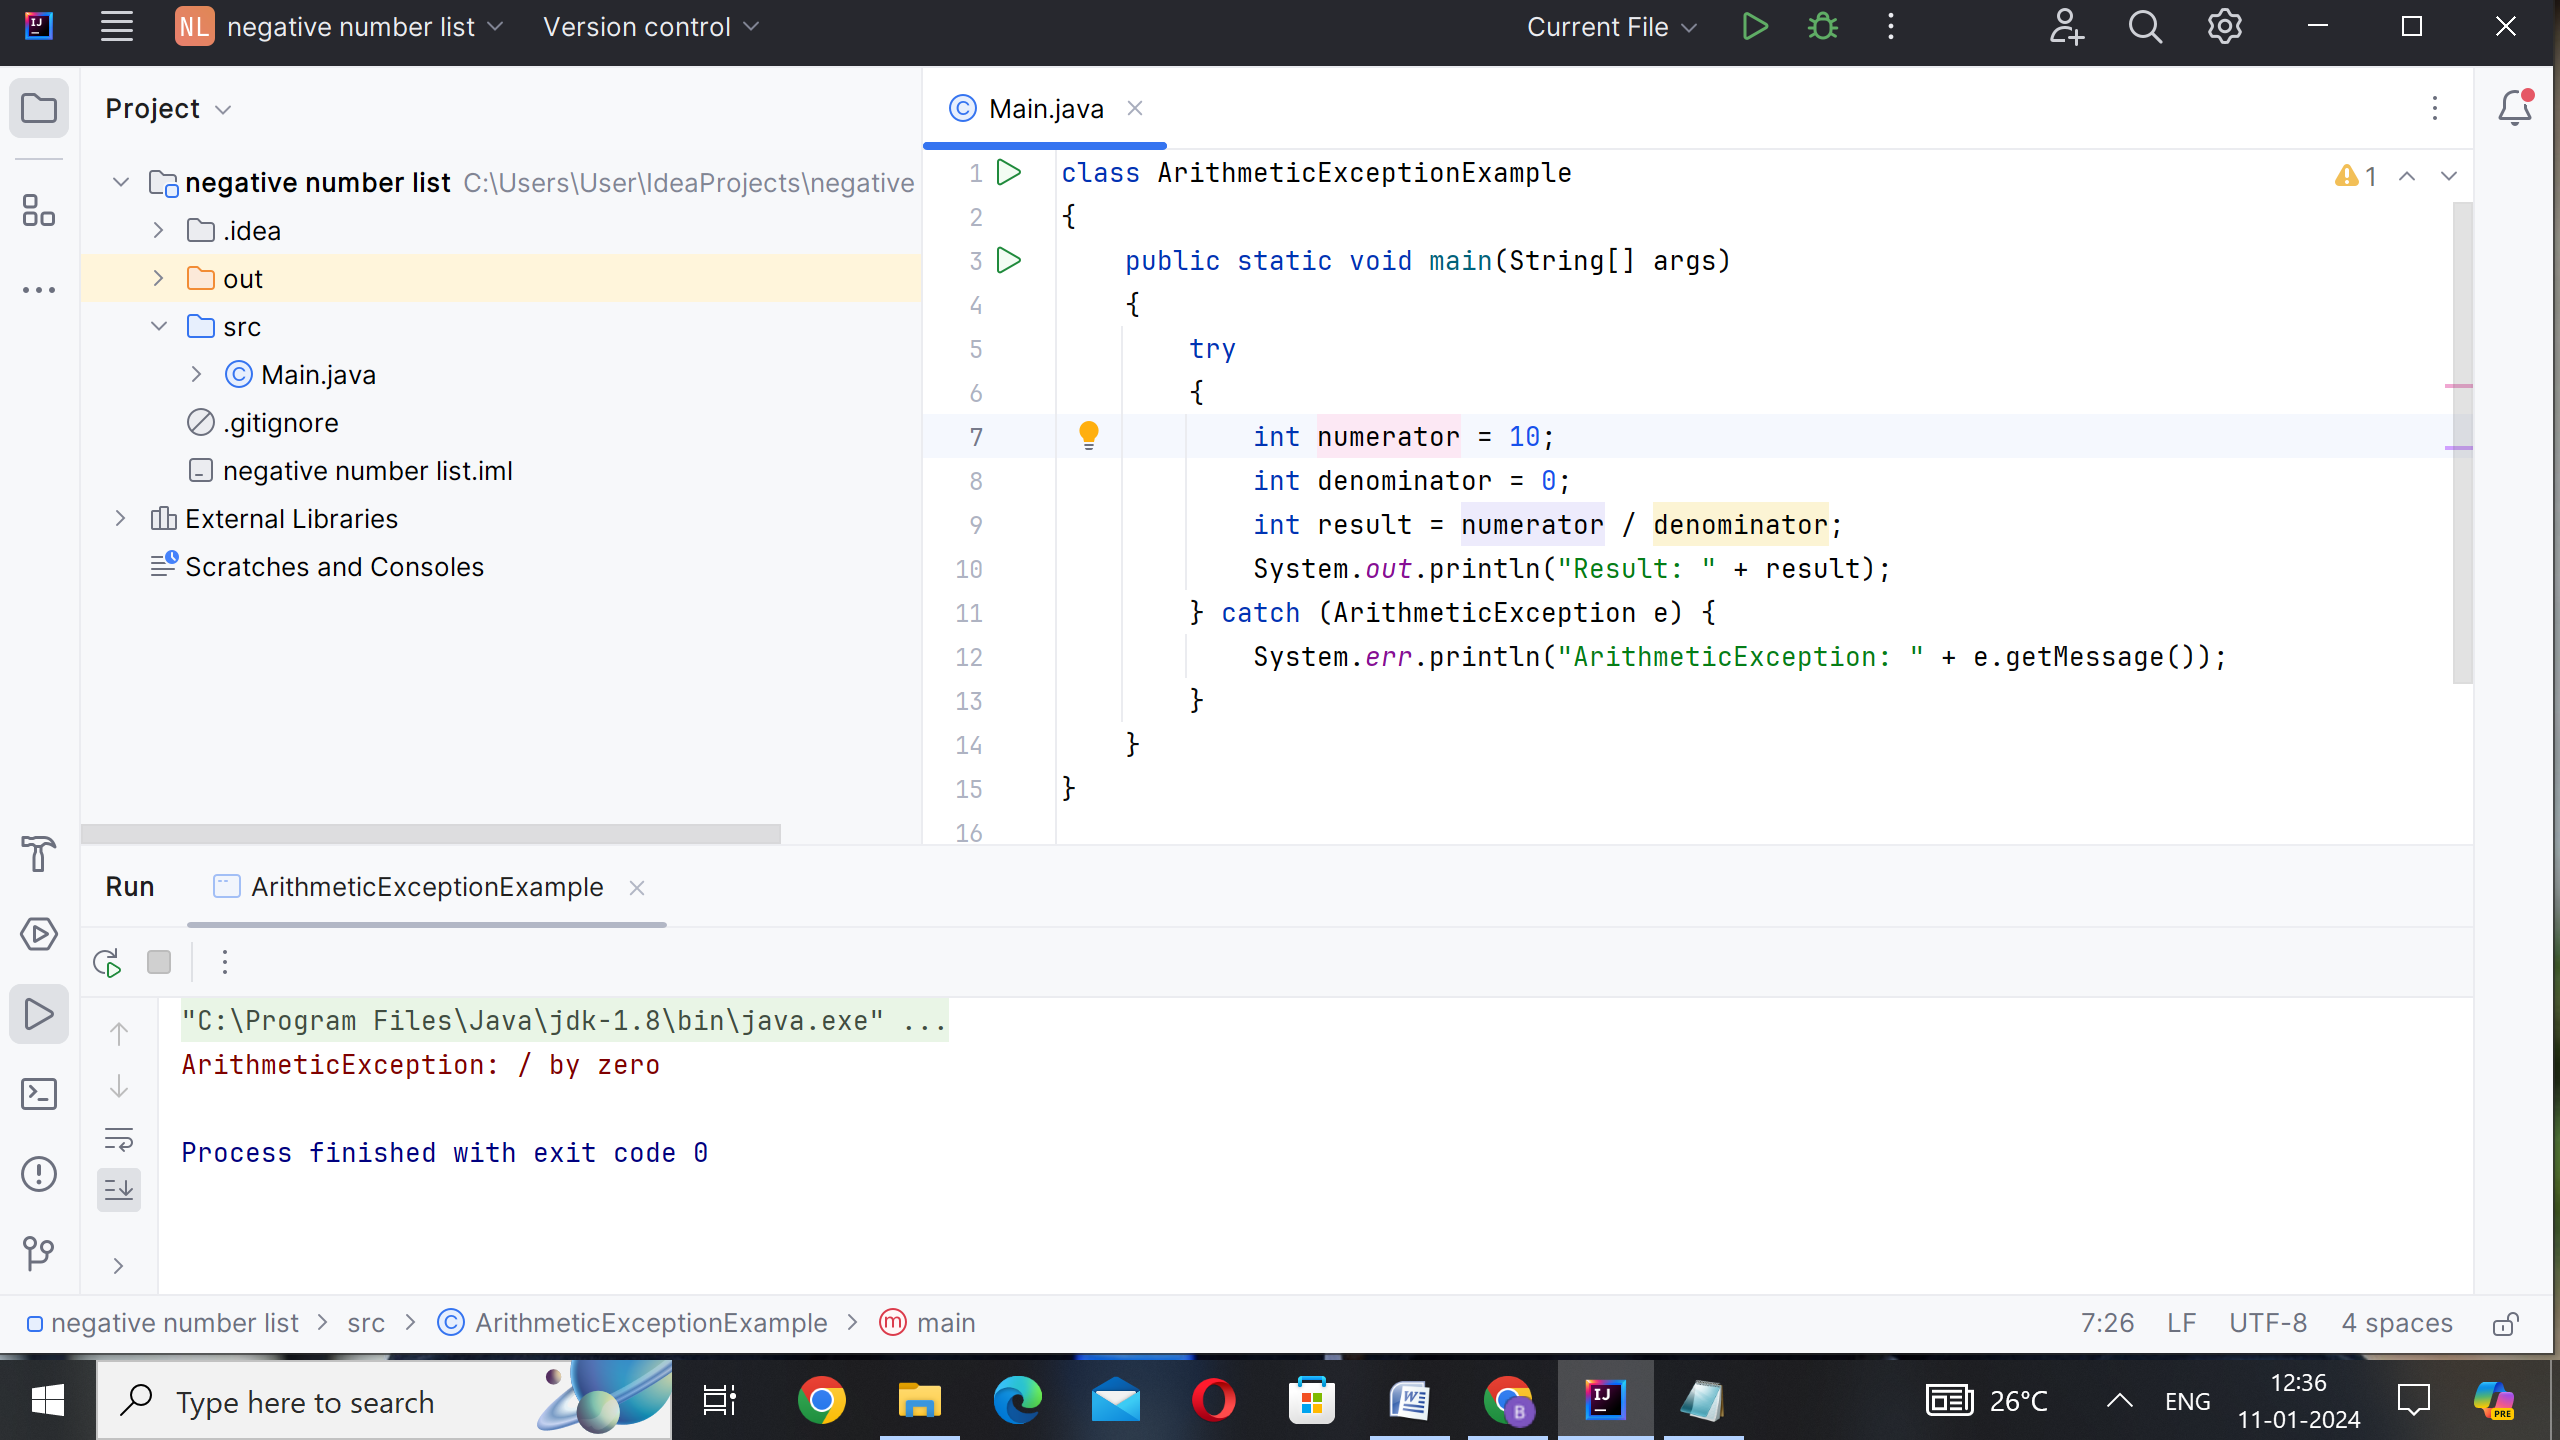 NL negative number list Version control Current File
Project
Main.java
negative number list C:\Users\User\IdeaProjects\negative
.idea
out
src
Main.java
.gitignore
negative number list.iml
External Libraries
Scratches and Consoles
1 class ArithmeticExceptionExample
1
2 {
3 public static void main(String[] args)
4 {
5 try
6 {
7 int numerator = 10;
8 int denominator = 0;
9 int result = numerator / denominator;
10 System.out.println("Result: " + result);
11 } catch (ArithmeticException e) {
12 System.err.println("ArithmeticException: " + e.getMessage());
13 }
14 }
15 }
16
Run ArithmeticExceptionExample
"C:\Program Files\Java\jdk-1.8\bin\java.exe" ...
ArithmeticException: / by zero
Process finished with exit code 0
negative number list src ArithmeticExceptionExample main 7:26 LF UTF-8 4 spaces
Type here to search
26°C ENG
12:36
11-01-2024
PRE